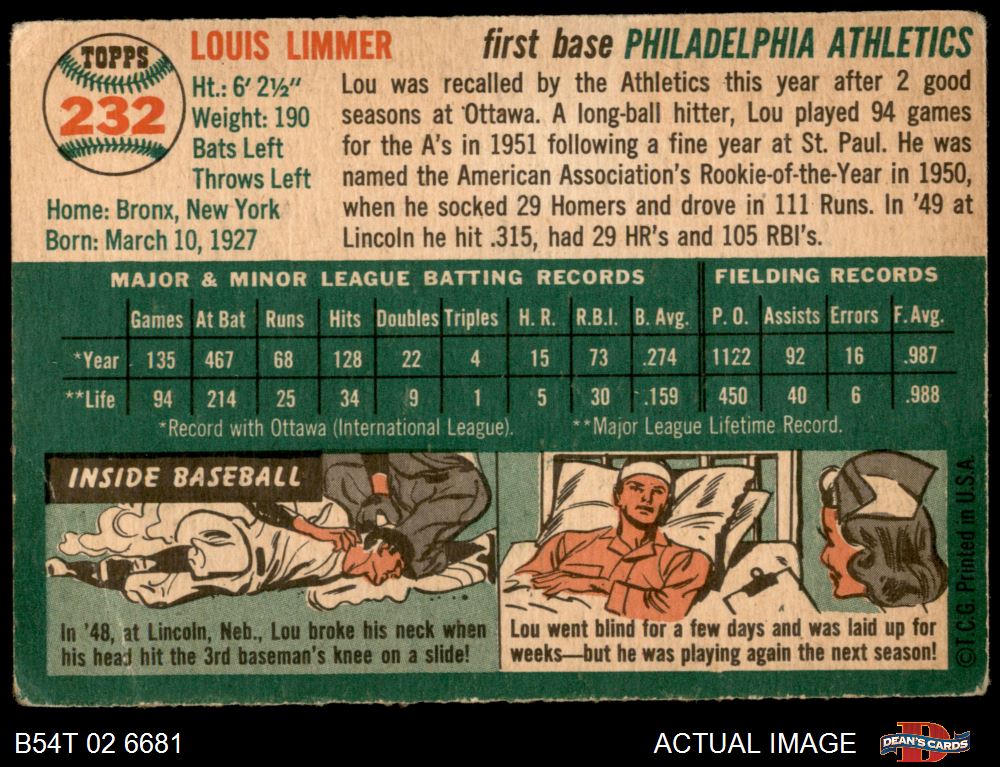 TOPPS
232
LOUIS LIMMER
first base PHILADELPHIA ATHLETICS
Ht.: 6' 2½"
Weight: 190
Bats Left
Throws Left
Home: Bronx, New York
Born: March 10, 1927
Lou was recalled by the Athletics this year after 2 good
seasons at Ottawa. A long-ball hitter, Lou played 94 games
for the A's in 1951 following a fine year at St. Paul. He was
named the American Association's Rookie-of-the-Year in 1950,
when he socked 29 Homers and drove in 111 Runs. In '49 at
Lincoln he hit .315, had 29 HR's and 105 RBI's.
MAJOR & MINOR LEAGUE BATTING RECORDS FIELDING RECORDS
Games At Bat Runs Hits Doubles Triples H. R. R.B.I. B. Avg. P. O. Assists Errors F. Avg.
*Year 135 467 68 128 22 4 15 73 .274 1122 92 16 .987
**Life 94 214 25 34 9 1 5 30 .159 450 40 6 .988
*Record with Ottawa (International League). **Major League Lifetime Record.
INSIDE BASEBALL
In '48, at Lincoln, Neb., Lou broke his neck when
his head hit the 3rd baseman's knee on a slide!
Lou went blind for a few days and was laid up for
weeks—but he was playing again the next season!
©T.C.G. Printed in U.S.A.
B54T 02 6681
ACTUAL IMAGE
DEAN'S CARDS